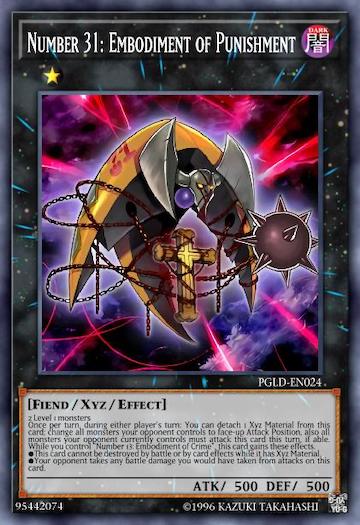 NUMBER 31: EMBODIMENT OF PUNISHMENT
DARK
闇
PGLD-EN024
[FIEND / XYZ / EFFECT]
2 Level 1 monsters
Once per turn, during either player's turn: You can detach 1 Xyz Material from this
card; change all monsters your opponent controls to face-up Attack Position, also all
monsters your opponent currently controls must attack this card this turn, if able.
While you control "Number 13: Embodiment of Crime", this card gains these effects.
●This card cannot be destroyed by battle or by card effects while it has Xyz Material.
●Your opponent takes any battle damage you would have taken from attacks on this
card.
ATK/ 500 DEF/ 500
95442074
©1996 KAZUKI TAKAHASHI